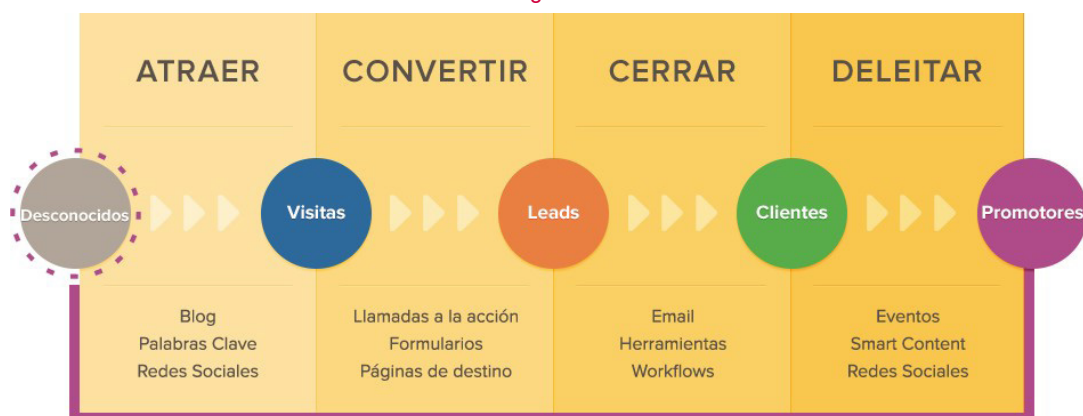 ATRAER
CONVERTIR
CERRAR
DELEITAR
Desconocidos
Visitas
Leads
Clientes
Promotores
Blog
Palabras Clave
Redes Sociales
Llamadas a la acción
Formularios
Páginas de destino
Email
Herramientas
Workflows
Eventos
Smart Content
Redes Sociales